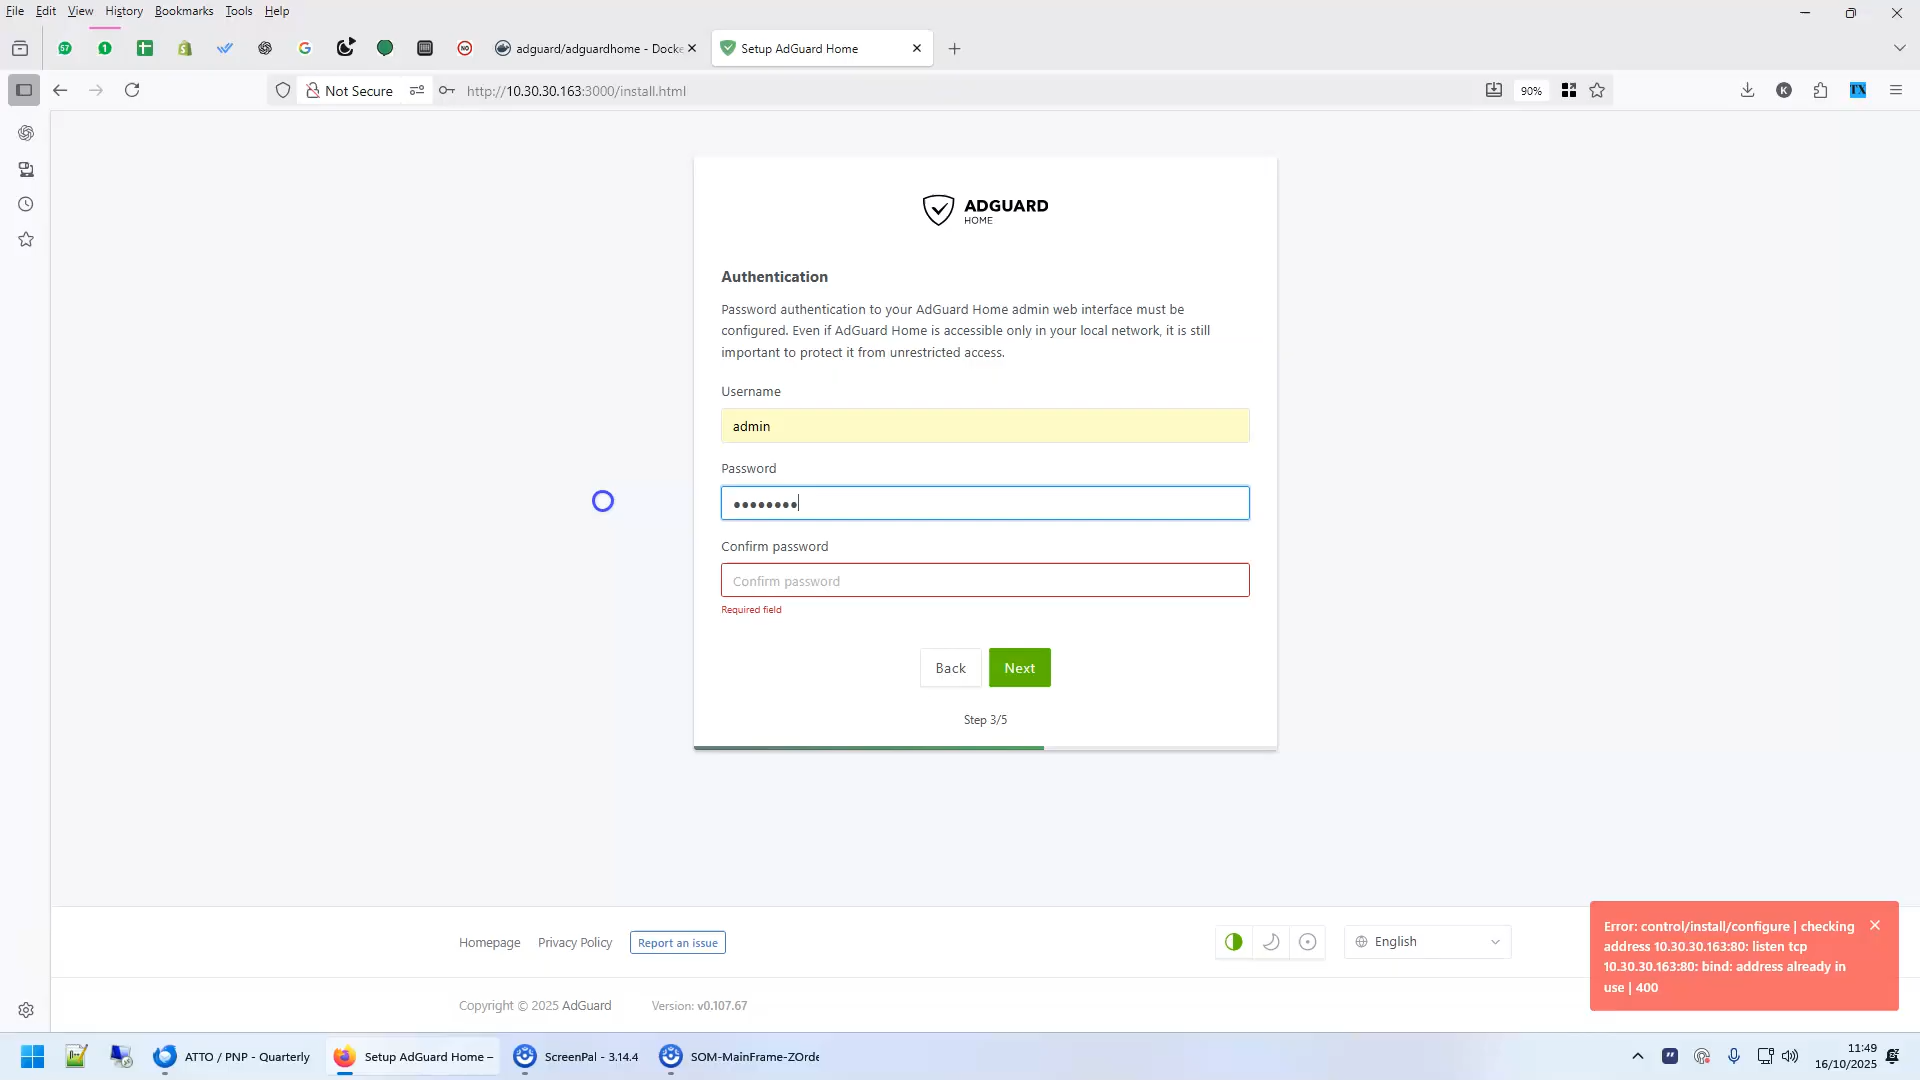 File Edit View History Bookmarks Tools Help
57
1
NO
adguard/adguardhome - Docke
Setup AdGuard Home
Not Secure
http://10.30.30.163:3000/install.html
90%
K
TX
ADGUARD
HOME
Authentication
Password authentication to your AdGuard Home admin web interface must be
configured. Even if AdGuard Home is accessible only in your local network, it is still
important to protect it from unrestricted access.
Username
admin
Password
Confirm password
Confirm password
Required field
Back
Next
Step 3/5
Homepage
Privacy Policy
Report an issue
English
Error: control/install/configure | checking
address 10.30.30.163:80: listen tcp
10.30.30.163:80: bind: address already in
use | 400
Copyright © 2025 AdGuard
Version: v0.107.67
ATTO / PNP - Quarterly
Setup AdGuard Home –
ScreenPal - 3.14.4
SOM-MainFrame-ZOrde
11:49
16/10/2025